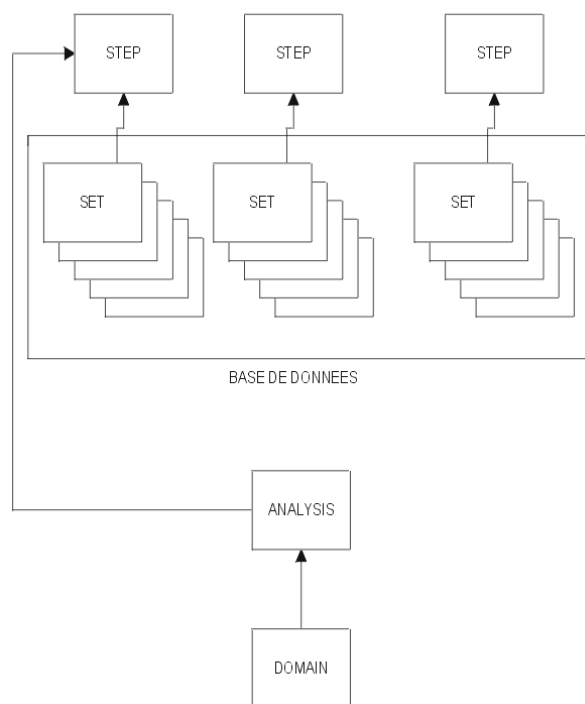 STEP
STEP
STEP
SET
SET
SET
BASE DE DONNEES
ANALYSIS
DOMAIN